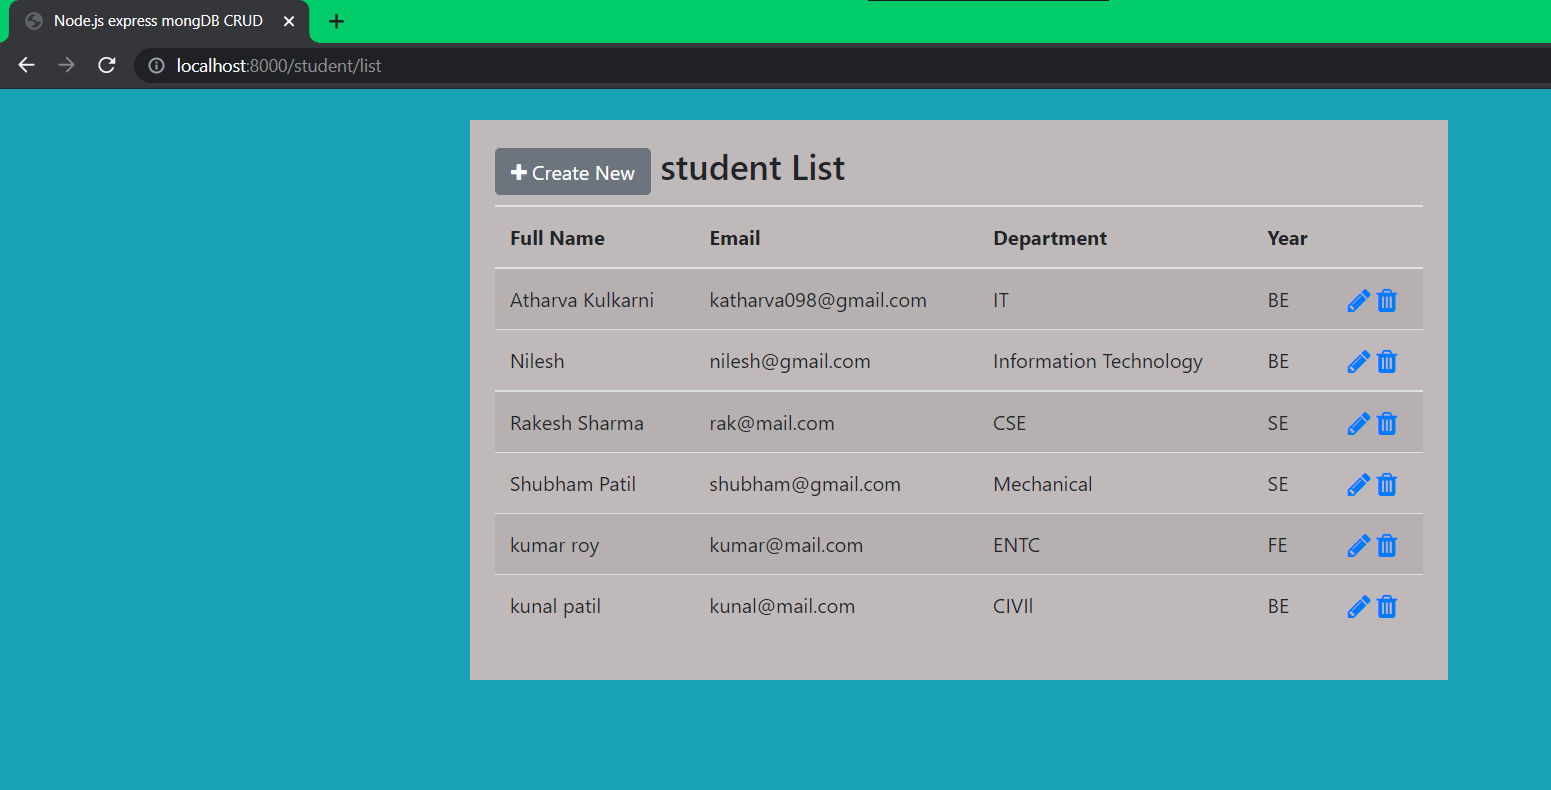 Node.js express mongDB CRUD
localhost:8000/student/list
Create New student List
Full Name Email Department Year
Atharva Kulkarni katharva098@gmail.com IT BE
Nilesh nilesh@gmail.com Information Technology BE
Rakesh Sharma rak@mail.com CSE SE
Shubham Patil shubham@gmail.com Mechanical SE
kumar roy kumar@mail.com ENTC FE
kunal patil kunal@mail.com CIVIl BE